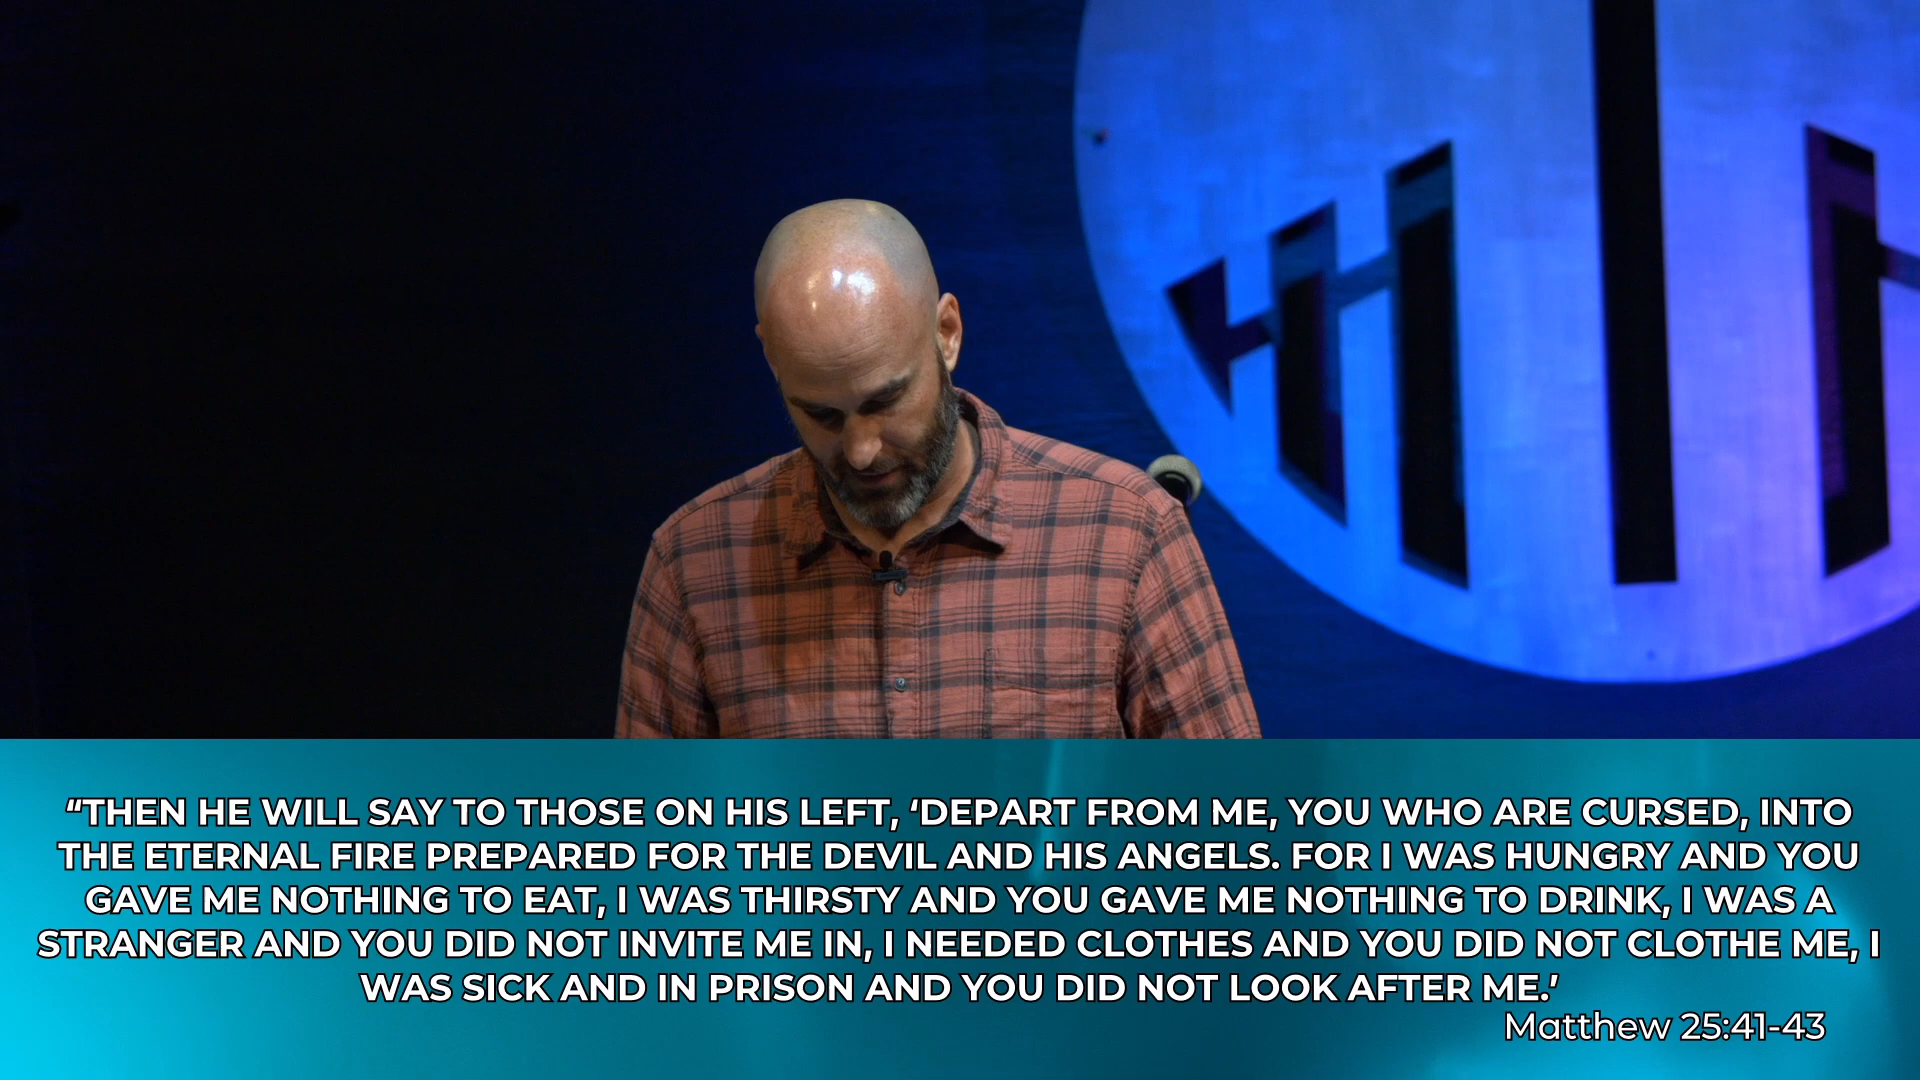 “THEN HE WILL SAY TO THOSE ON HIS LEFT, ‘DEPART FROM ME, YOU WHO ARE CURSED, INTO
THE ETERNAL FIRE PREPARED FOR THE DEVIL AND HIS ANGELS. FOR I WAS HUNGRY AND YOU
GAVE ME NOTHING TO EAT, I WAS THIRSTY AND YOU GAVE ME NOTHING TO DRINK, I WAS A
STRANGER AND YOU DID NOT INVITE ME IN, I NEEDED CLOTHES AND YOU DID NOT CLOTHE ME, I
WAS SICK AND IN PRISON AND YOU DID NOT LOOK AFTER ME.’
Matthew 25:41-43